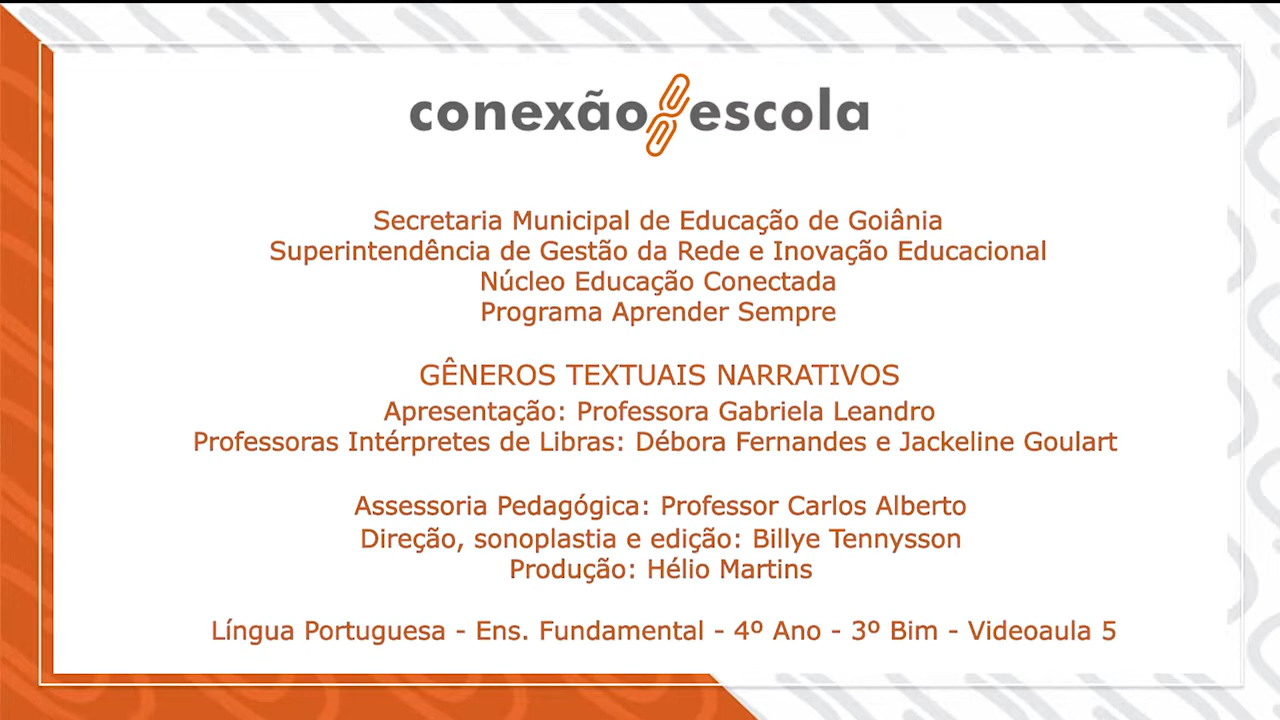 conexão escola
Secretaria Municipal de Educação de Goiânia
Superintendência de Gestão da Rede e Inovação Educacional
Núcleo Educação Conectada
Programa Aprender Sempre
GÊNEROS TEXTUAIS NARRATIVOS
Apresentação: Professora Gabriela Leandro
Professoras Intérpretes de Libras: Débora Fernandes e Jackeline Goulart
Assessoria Pedagógica: Professor Carlos Alberto
Direção, sonoplastia e edição: Billye Tennysson
Produção: Hélio Martins
Língua Portuguesa - Ens. Fundamental - 4º Ano - 3º Bim - Videoaula 5